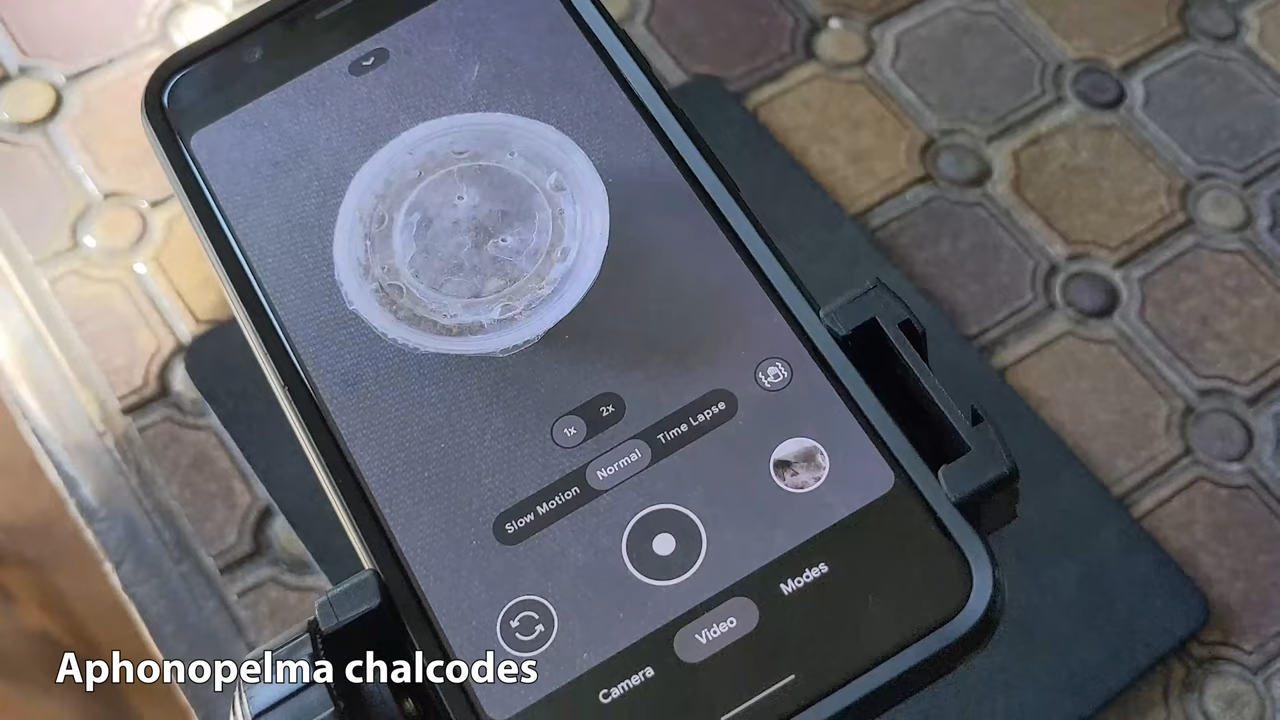 1x 2x
Slow Motion Normal Time Lapse
Camera Video Modes
Aphonopelma chalcodes